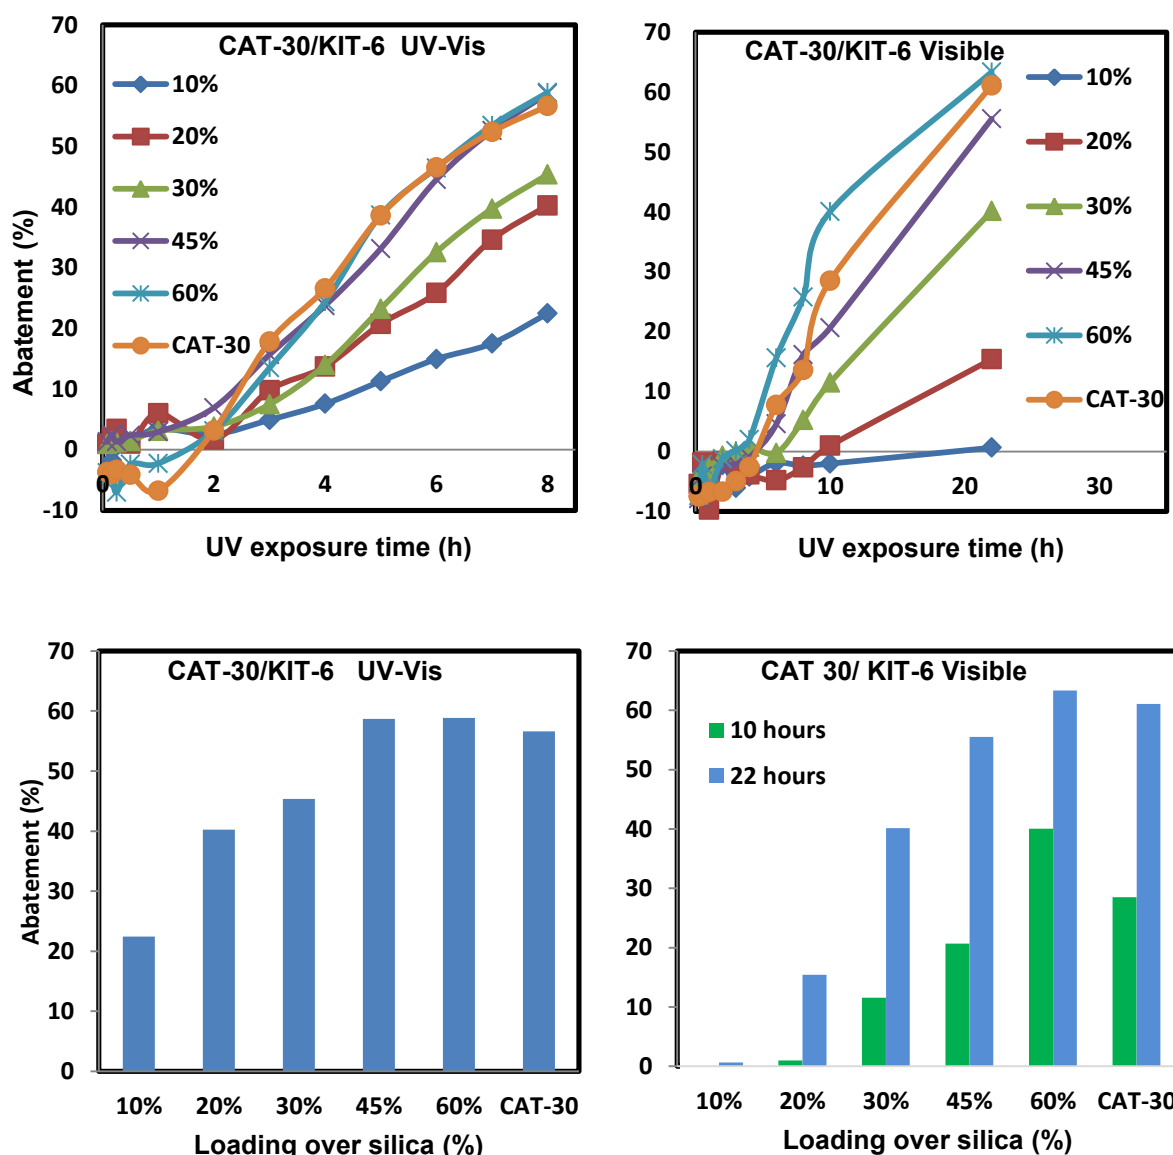 CAT-30/KIT-6 UV-Vis
70
60
50
40
30
20
10
0
-10
Abatement (%)
10%
20%
30%
45%
60%
CAT-30
0 2 4 6 8
UV exposure time (h)
CAT-30/KIT-6 Visible
70
60
50
40
30
20
10
0
-10
10%
20%
30%
45%
60%
CAT-30
0 10 20 30
UV exposure time (h)
CAT-30/KIT-6 UV-Vis
70
60
50
40
30
20
10
0
Abatement (%)
10% 20% 30% 45% 60% CAT-30
Loading over silica (%)
CAT 30/ KIT-6 Visible
70
60
50
40
30
20
10
0
10 hours
22 hours
10% 20% 30% 45% 60% CAT-30
Loading over silica (%)